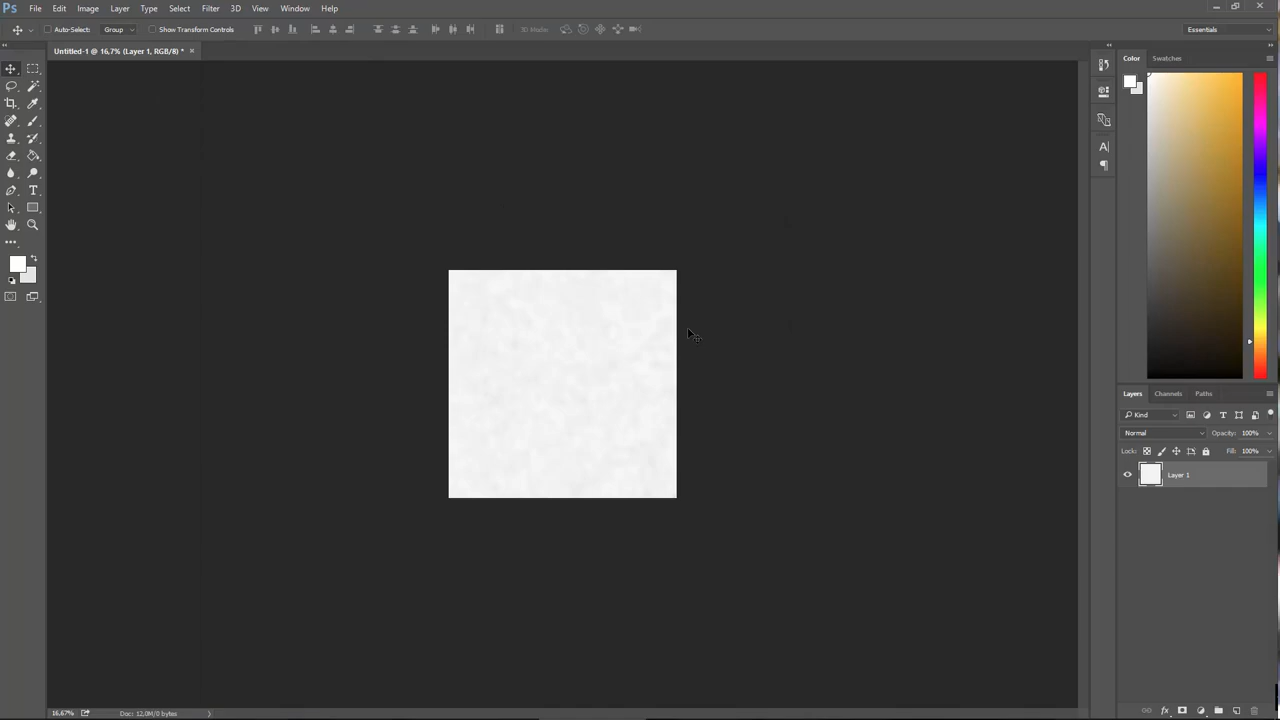 Ps File Edit Image Layer Type Select Filter 3D View Window Help
Auto-Select: Group Show Transform Controls 3D Mode: Essentials
Untitled-1 @ 16,7% (Layer 1, RGB/8) *
Color Swatches
Layers Channels Paths
Kind
Normal Opacity: 100%
Lock: Fill: 100%
Layer 1
16,67% Doc: 12,0M/0 bytes